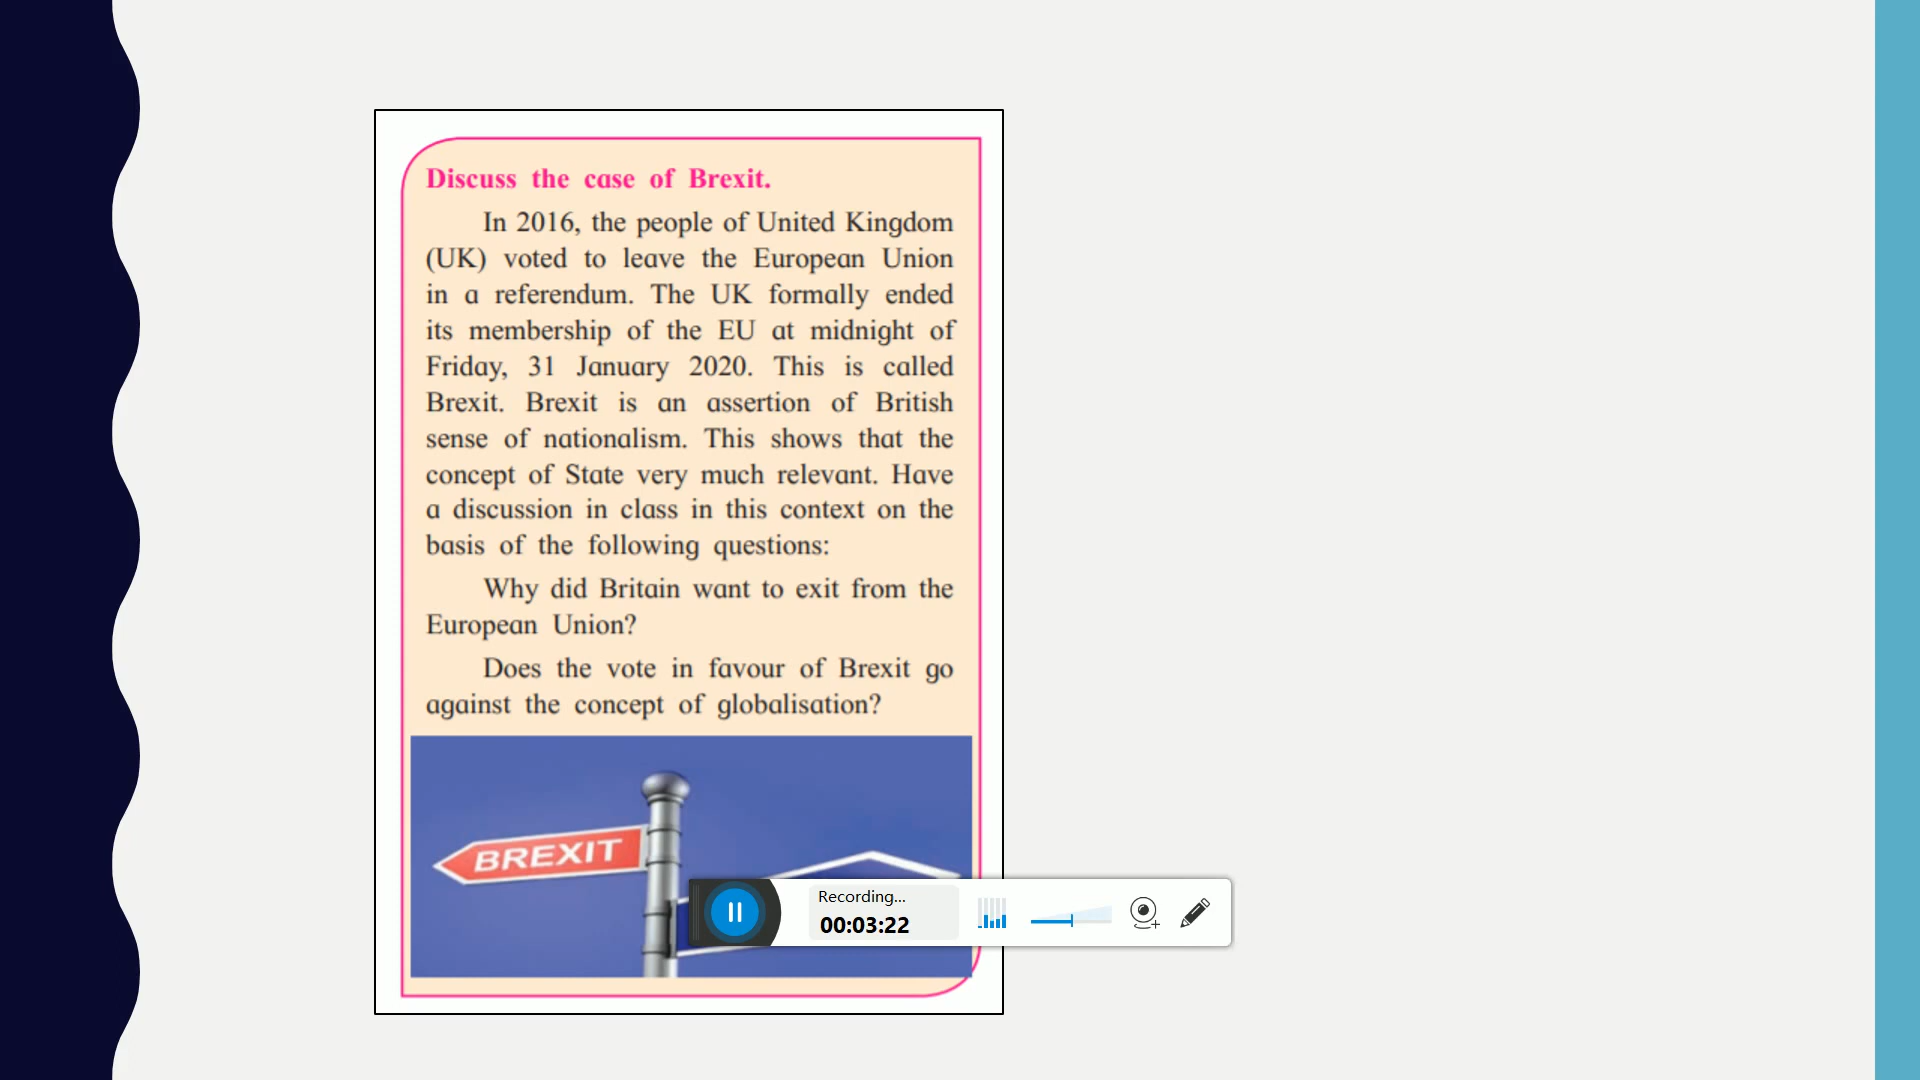 Discuss the case of Brexit.
In 2016, the people of United Kingdom
(UK) voted to leave the European Union
in a referendum. The UK formally ended
its membership of the EU at midnight of
Friday, 31 January 2020. This is called
Brexit. Brexit is an assertion of British
sense of nationalism. This shows that the
concept of State very much relevant. Have
a discussion in class in this context on the
basis of the following questions:
Why did Britain want to exit from the
European Union?
Does the vote in favour of Brexit go
against the concept of globalisation?
BREXIT
Recording...
00:03:22